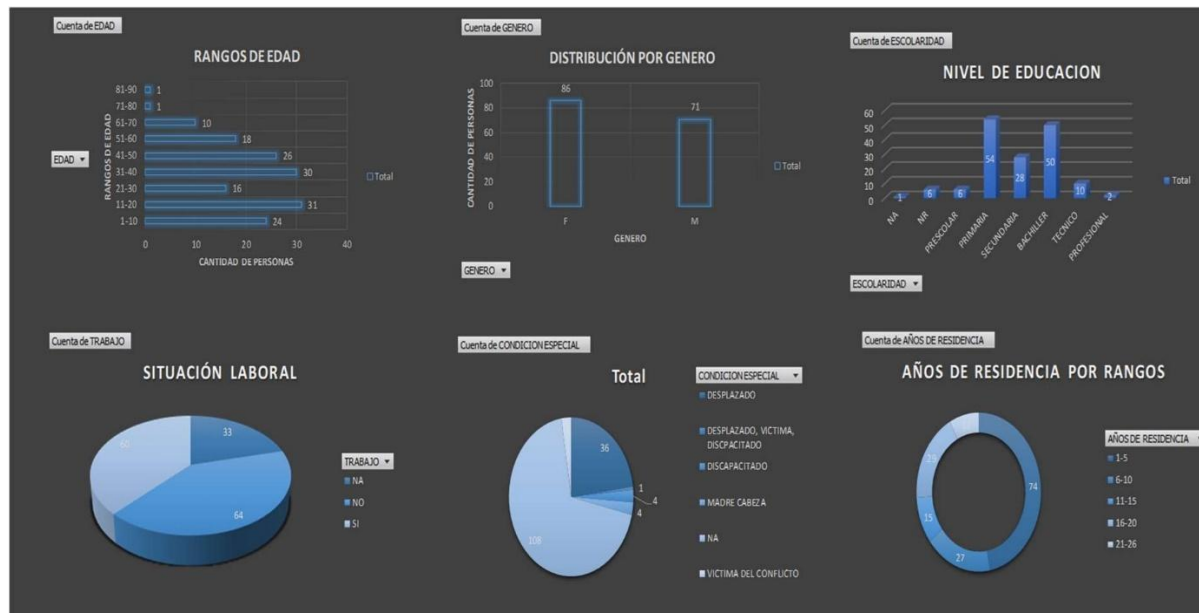 Cuenta de EDAD
RANGOS DE EDAD
RANGOS DE EDAD
81-90 1
71-80 1
61-70 10
51-60 18
41-50 26
31-40 30
21-30 16
11-20 31
1-10 24
0 10 20 30 40
CANTIDAD DE PERSONAS
EDAD
Total
Cuenta de GENERO
DISTRIBUCIÓN POR GENERO
CANTIDAD DE PERSONAS
100
80
60
40
20
0
86
71
F M
GENERO
Total
GENERO
Cuenta de ESCOLARIDAD
NIVEL DE EDUCACION
60
50
40
30
20
10
0
1 6 6 54 28 50 10 2
NA
NR
PRESCOLAR
PRIMARIA
SECUNDARIA
BACHILLER
TECNICO
PROFESIONAL
Total
ESCOLARIDAD
Cuenta de TRABAJO
SITUACIÓN LABORAL
33
64
60
TRABAJO
NA
NO
SI
Cuenta de CONDICION ESPECIAL
Total
36
1
4
4
108
CONDICION ESPECIAL
DESPLAZADO
DESPLAZADO, VICTIMA,
DISCPACITADO
DISCAPACITADO
MADRE CABEZA
NA
VICTIMA DEL CONFLICTO
Cuenta de AÑOS DE RESIDENCIA
AÑOS DE RESIDENCIA POR RANGOS
74
27
15
AÑOS DE RESIDENCIA
1-5
6-10
11-15
16-20
21-26